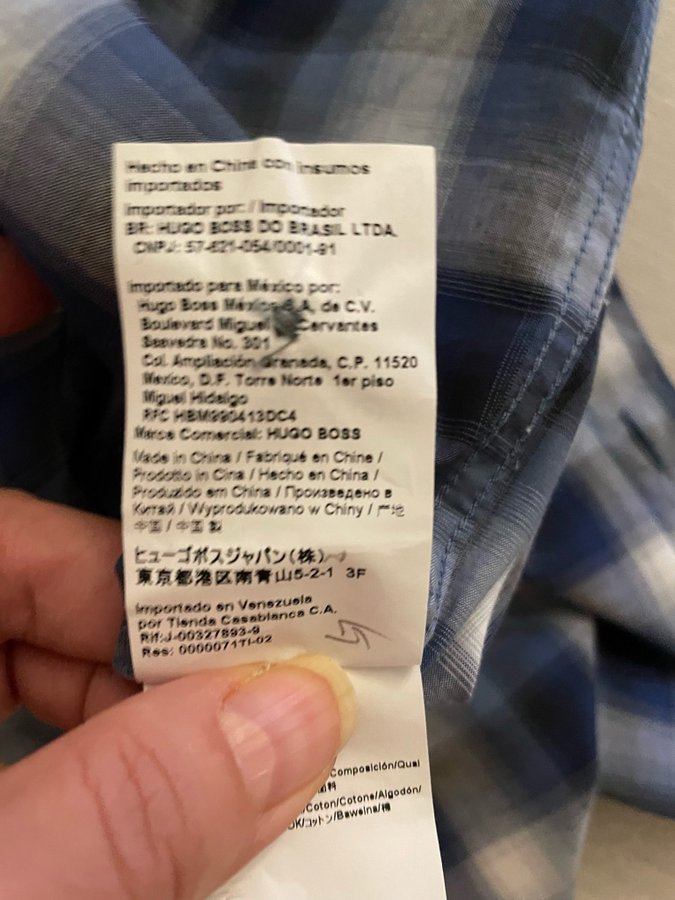 Hecho en China con insumos
importados
Importador por: / Importador
BR: HUGO BOSS DO BRASIL LTDA.
CNPJ: 57-621-054/0001-91
Importado para México por:
Hugo Boss México S.A. de C.V.
Boulevard Miguel Cervantes
Saavedra No. 301
Col. Ampliación Granada, C.P. 11520
Mexico, D.F. Torre Norte 1er piso
Miguel Hidalgo
RFC HBM990413DC4
Marca Comercial: HUGO BOSS
Made in China / Fabriqué en Chine /
Prodotto in Cina / Hecho en China /
Produzido em China / Произведено в
Китай / Wyprodukowano w Chiny / 产地
中国 / 中国 製
ヒューゴボスジャパン(株)
東京都港区南青山5-2-1 3F
Importado en Venezuela
por Tienda Casablanca C.A.
Rif:J-00327893-9
Res: 0000071TI-02
Composición/Qual
Coton/Cotone/Algodón/
コットン/Bawełna/棉